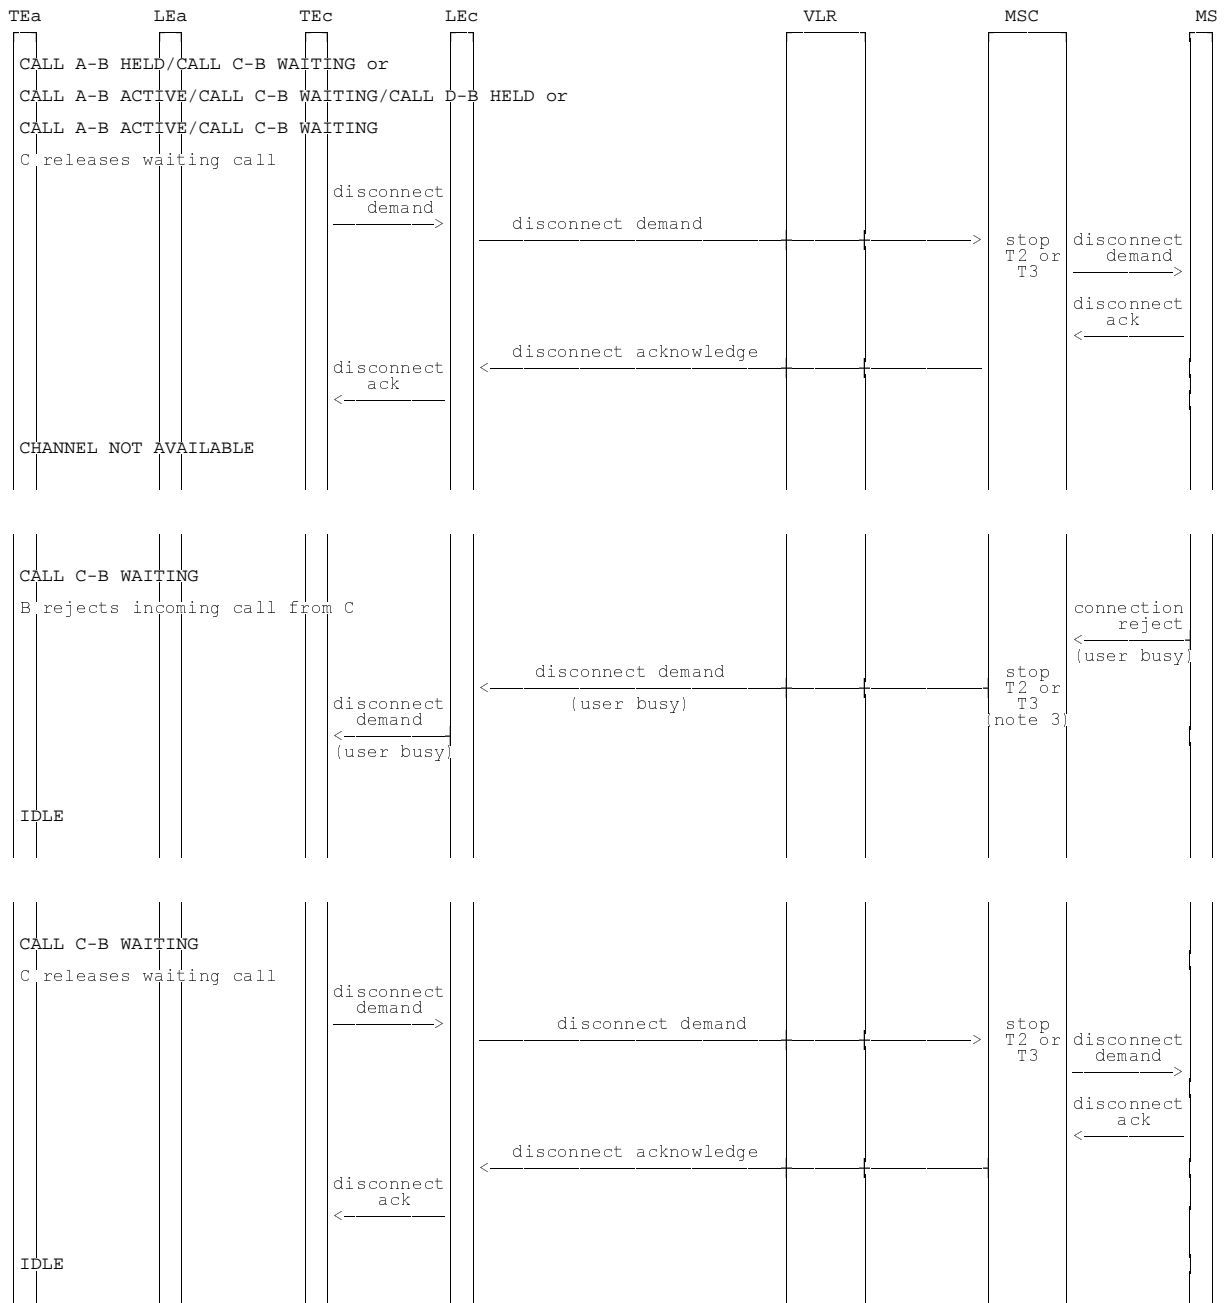 TEa LEa TEc LEc VLR MSC MS
CALL A-B HELD/CALL C-B WAITING or
CALL A-B ACTIVE/CALL C-B WAITING/CALL D-B HELD or
CALL A-B ACTIVE/CALL C-B WAITING
C releases waiting call
disconnect
demand
disconnect demand
stop
T2 or
T3
disconnect
demand
disconnect
ack
disconnect acknowledge
disconnect
ack
CHANNEL NOT AVAILABLE
CALL C-B WAITING
B rejects incoming call from C
connection
reject
(user busy)
disconnect demand
(user busy)
stop
T2 or
T3
(note 3)
disconnect
demand
(user busy)
IDLE
CALL C-B WAITING
C releases waiting call
disconnect
demand
disconnect demand
stop
T2 or
T3
disconnect
demand
disconnect
ack
disconnect acknowledge
disconnect
ack
IDLE